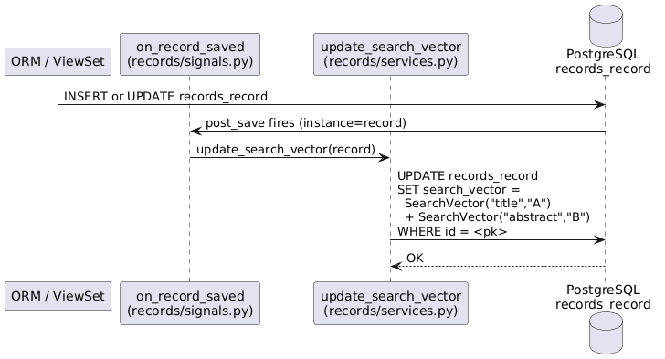 ORM / ViewSet
on_record_saved
(records/signals.py)
update_search_vector
(records/services.py)
PostgreSQL
records_record
INSERT or UPDATE records_record
post_save fires (instance=record)
update_search_vector(record)
UPDATE records_record
SET search_vector =
SearchVector("title","A")
+ SearchVector("abstract","B")
WHERE id = <pk>
OK
ORM / ViewSet
on_record_saved
(records/signals.py)
update_search_vector
(records/services.py)
PostgreSQL
records_record